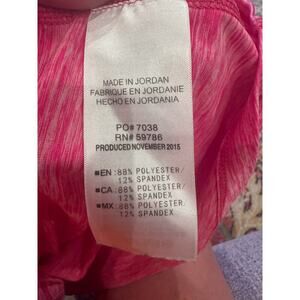 MADE IN JORDAN
FABRIQUE EN JORDANIE
HECHO EN JORDANIA
PO# 7038
RN# 59786
PRODUCED NOVEMBER 2015
■EN: 88% POLYESTER/
12% SPANDEX
■CA: 88% POLYESTER/
12% SPANDEX
■MX: 88% POLYESTER/
12% SPANDEX